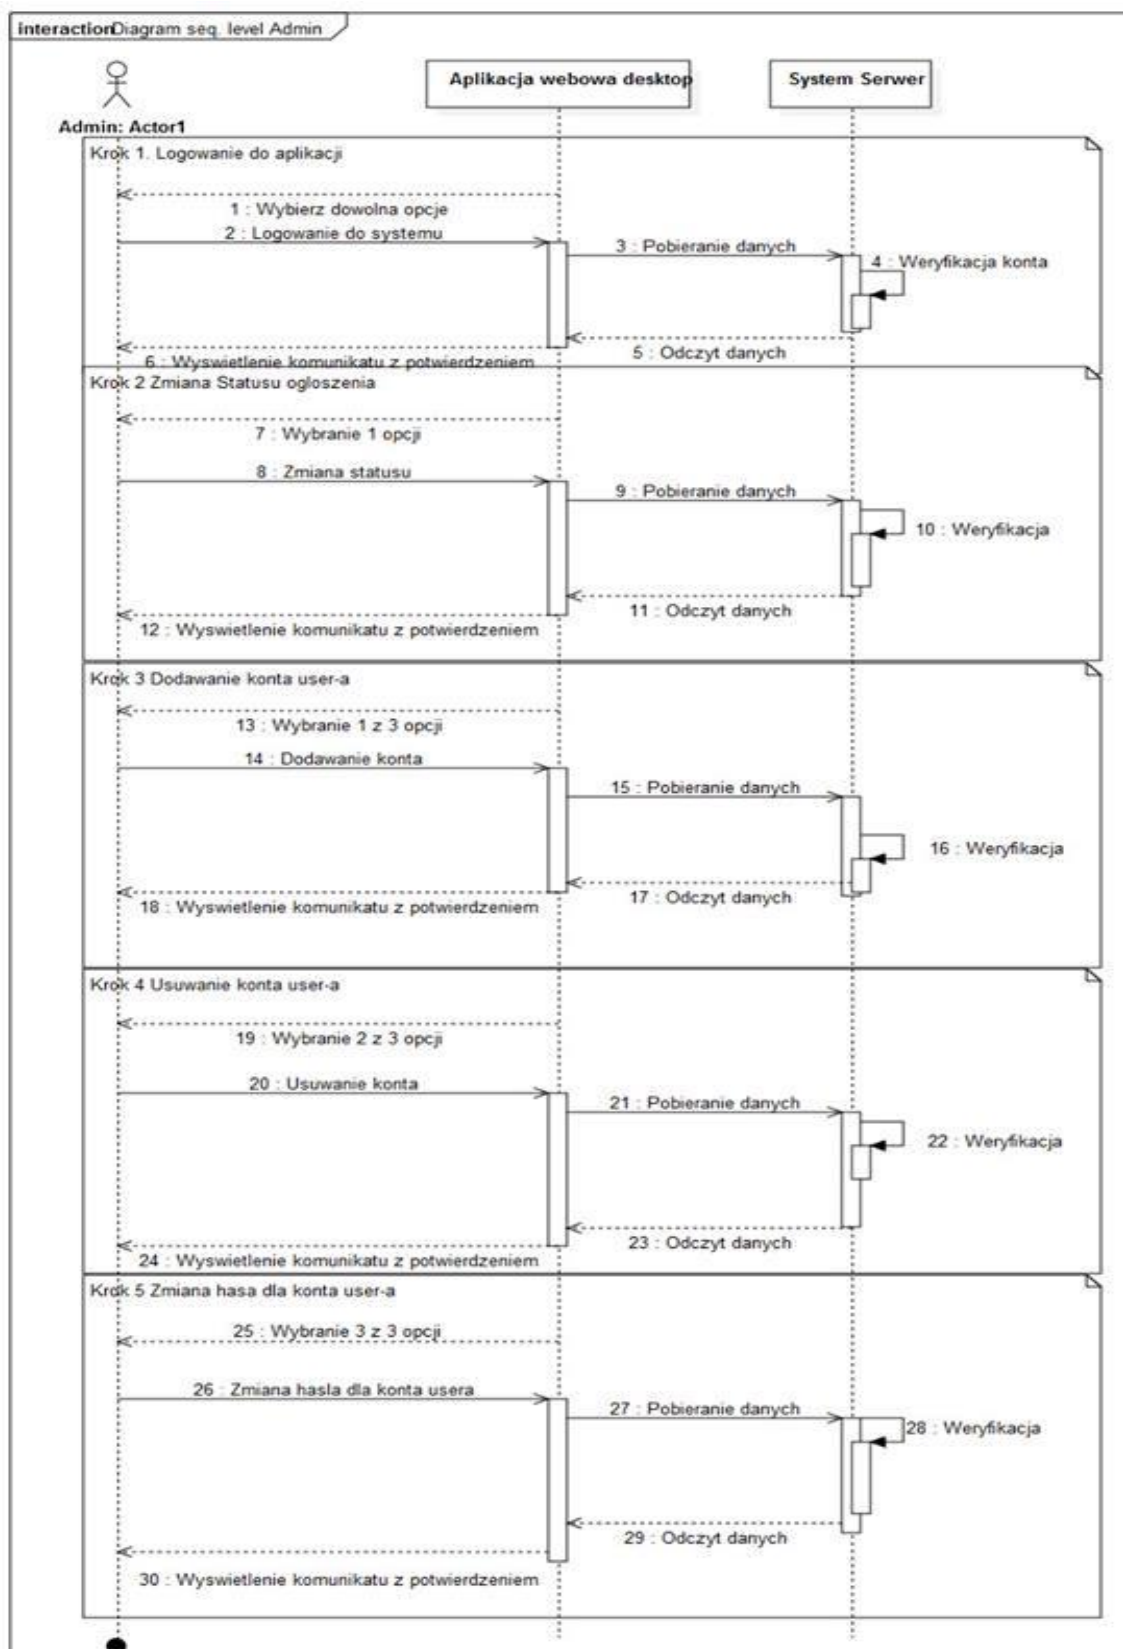 interactionDiagram seq. level Admin
Aplikacja webowa desktop
System Serwer
Admin: Actor1
Krok 1. Logowanie do aplikacji
1 : Wybierz dowolna opcje
2 : Logowanie do systemu
3 : Pobieranie danych
4 : Weryfikacja konta
5 : Odczyt danych
6 : Wyswietlenie komunikatu z potwierdzeniem
Krok 2 Zmiana Statusu ogloszenia
7 : Wybranie 1 opcji
8 : Zmiana statusu
9 : Pobieranie danych
10 : Weryfikacja
11 : Odczyt danych
12 : Wyswietlenie komunikatu z potwierdzeniem
Krok 3 Dodawanie konta user-a
13 : Wybranie 1 z 3 opcji
14 : Dodawanie konta
15 : Pobieranie danych
16 : Weryfikacja
17 : Odczyt danych
18 : Wyswietlenie komunikatu z potwierdzeniem
Krok 4 Usuwanie konta user-a
19 : Wybranie 2 z 3 opcji
20 : Usuwanie konta
21 : Pobieranie danych
22 : Weryfikacja
23 : Odczyt danych
24 : Wyswietlenie komunikatu z potwierdzeniem
Krok 5 Zmiana hasa dla konta user-a
25 : Wybranie 3 z 3 opcji
26 : Zmiana hasla dla konta usera
27 : Pobieranie danych
28 : Weryfikacja
29 : Odczyt danych
30 : Wyswietlenie komunikatu z potwierdzeniem